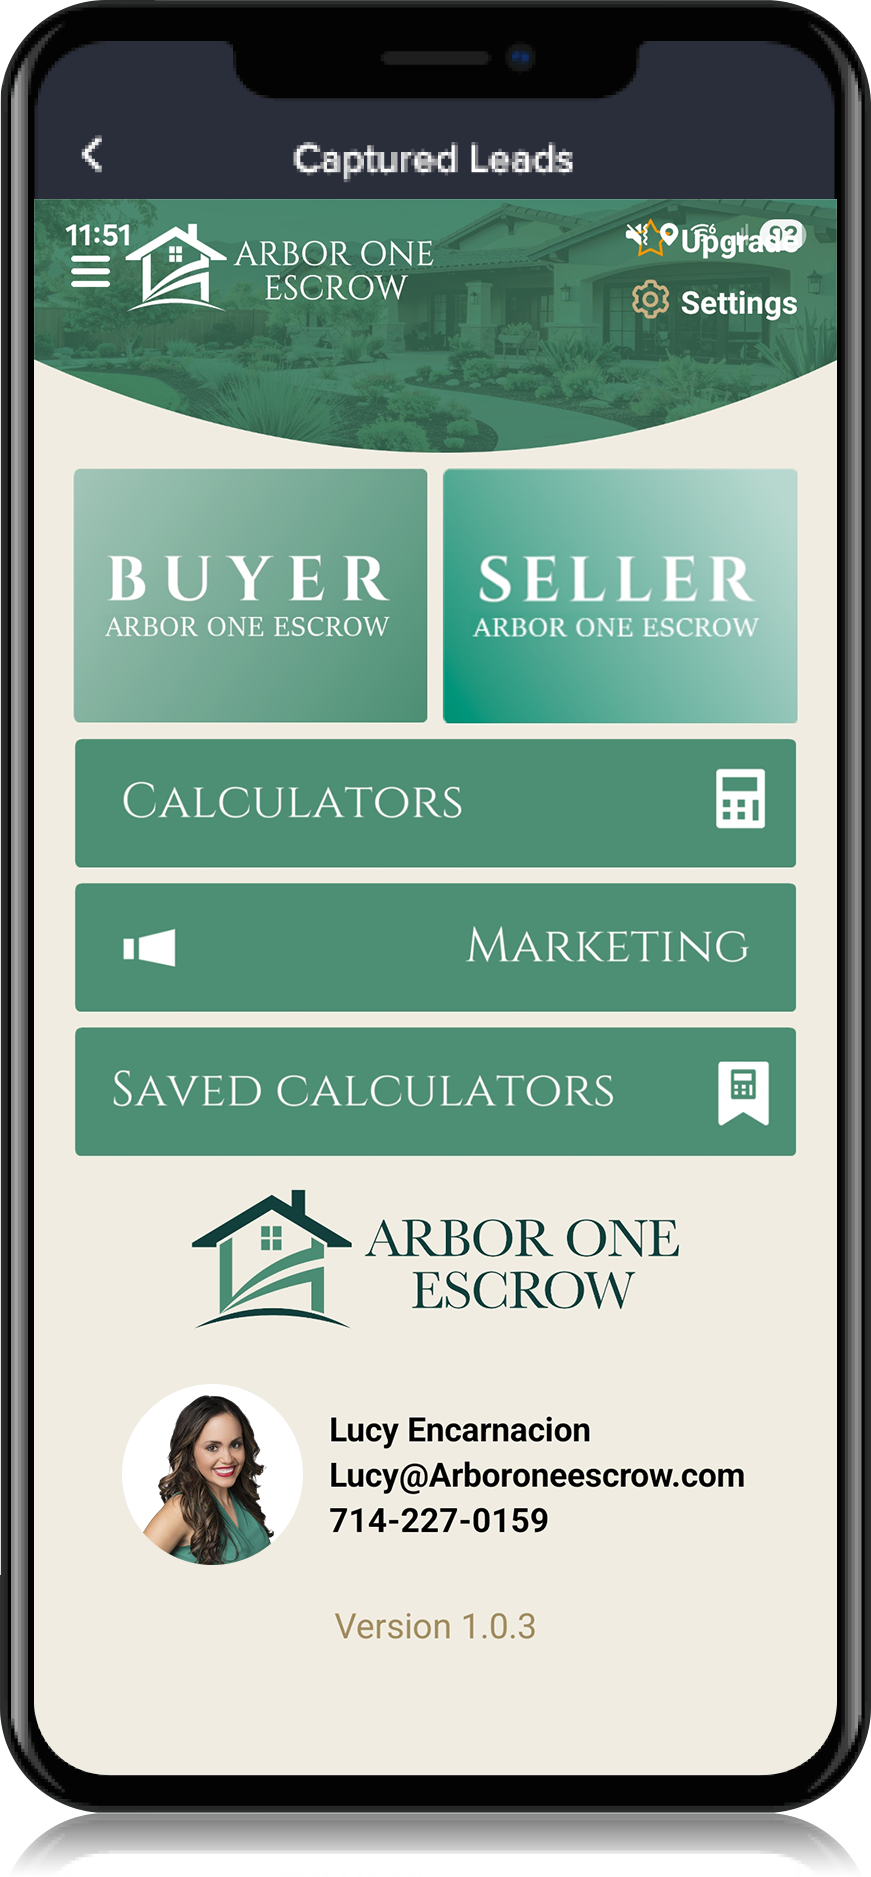 Captured Leads
11:51
Upgrade
ARBOR ONE
ESCROW
Settings
BUYER
ARBOR ONE ESCROW
SELLER
ARBOR ONE ESCROW
CALCULATORS
MARKETING
SAVED CALCULATORS
ARBOR ONE
ESCROW
Lucy Encarnacion
Lucy@Arboroneescrow.com
714-227-0159
Version 1.0.3